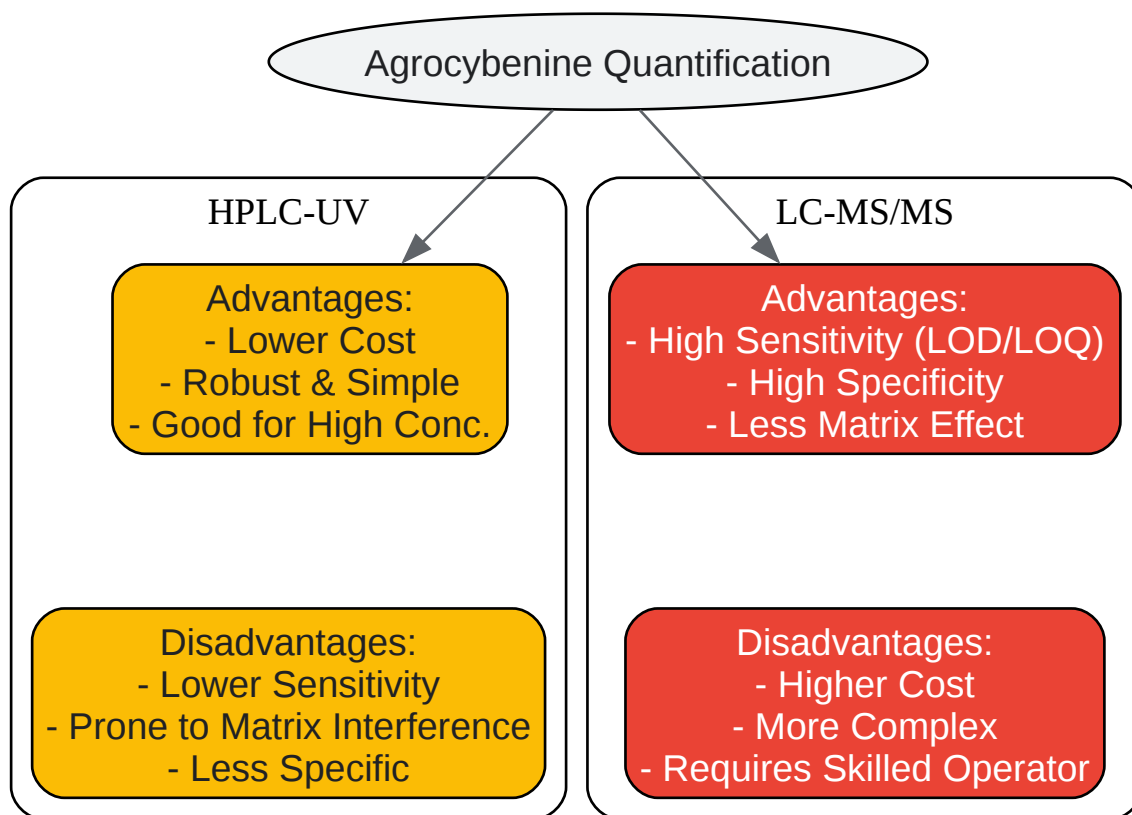 Agrocybenine Quantification
HPLC-UV
Advantages:
- Lower Cost
- Robust & Simple
- Good for High Conc.
Disadvantages:
- Lower Sensitivity
- Prone to Matrix Interference
- Less Specific
LC-MS/MS
Advantages:
- High Sensitivity (LOD/LOQ)
- High Specificity
- Less Matrix Effect
Disadvantages:
- Higher Cost
- More Complex
- Requires Skilled Operator